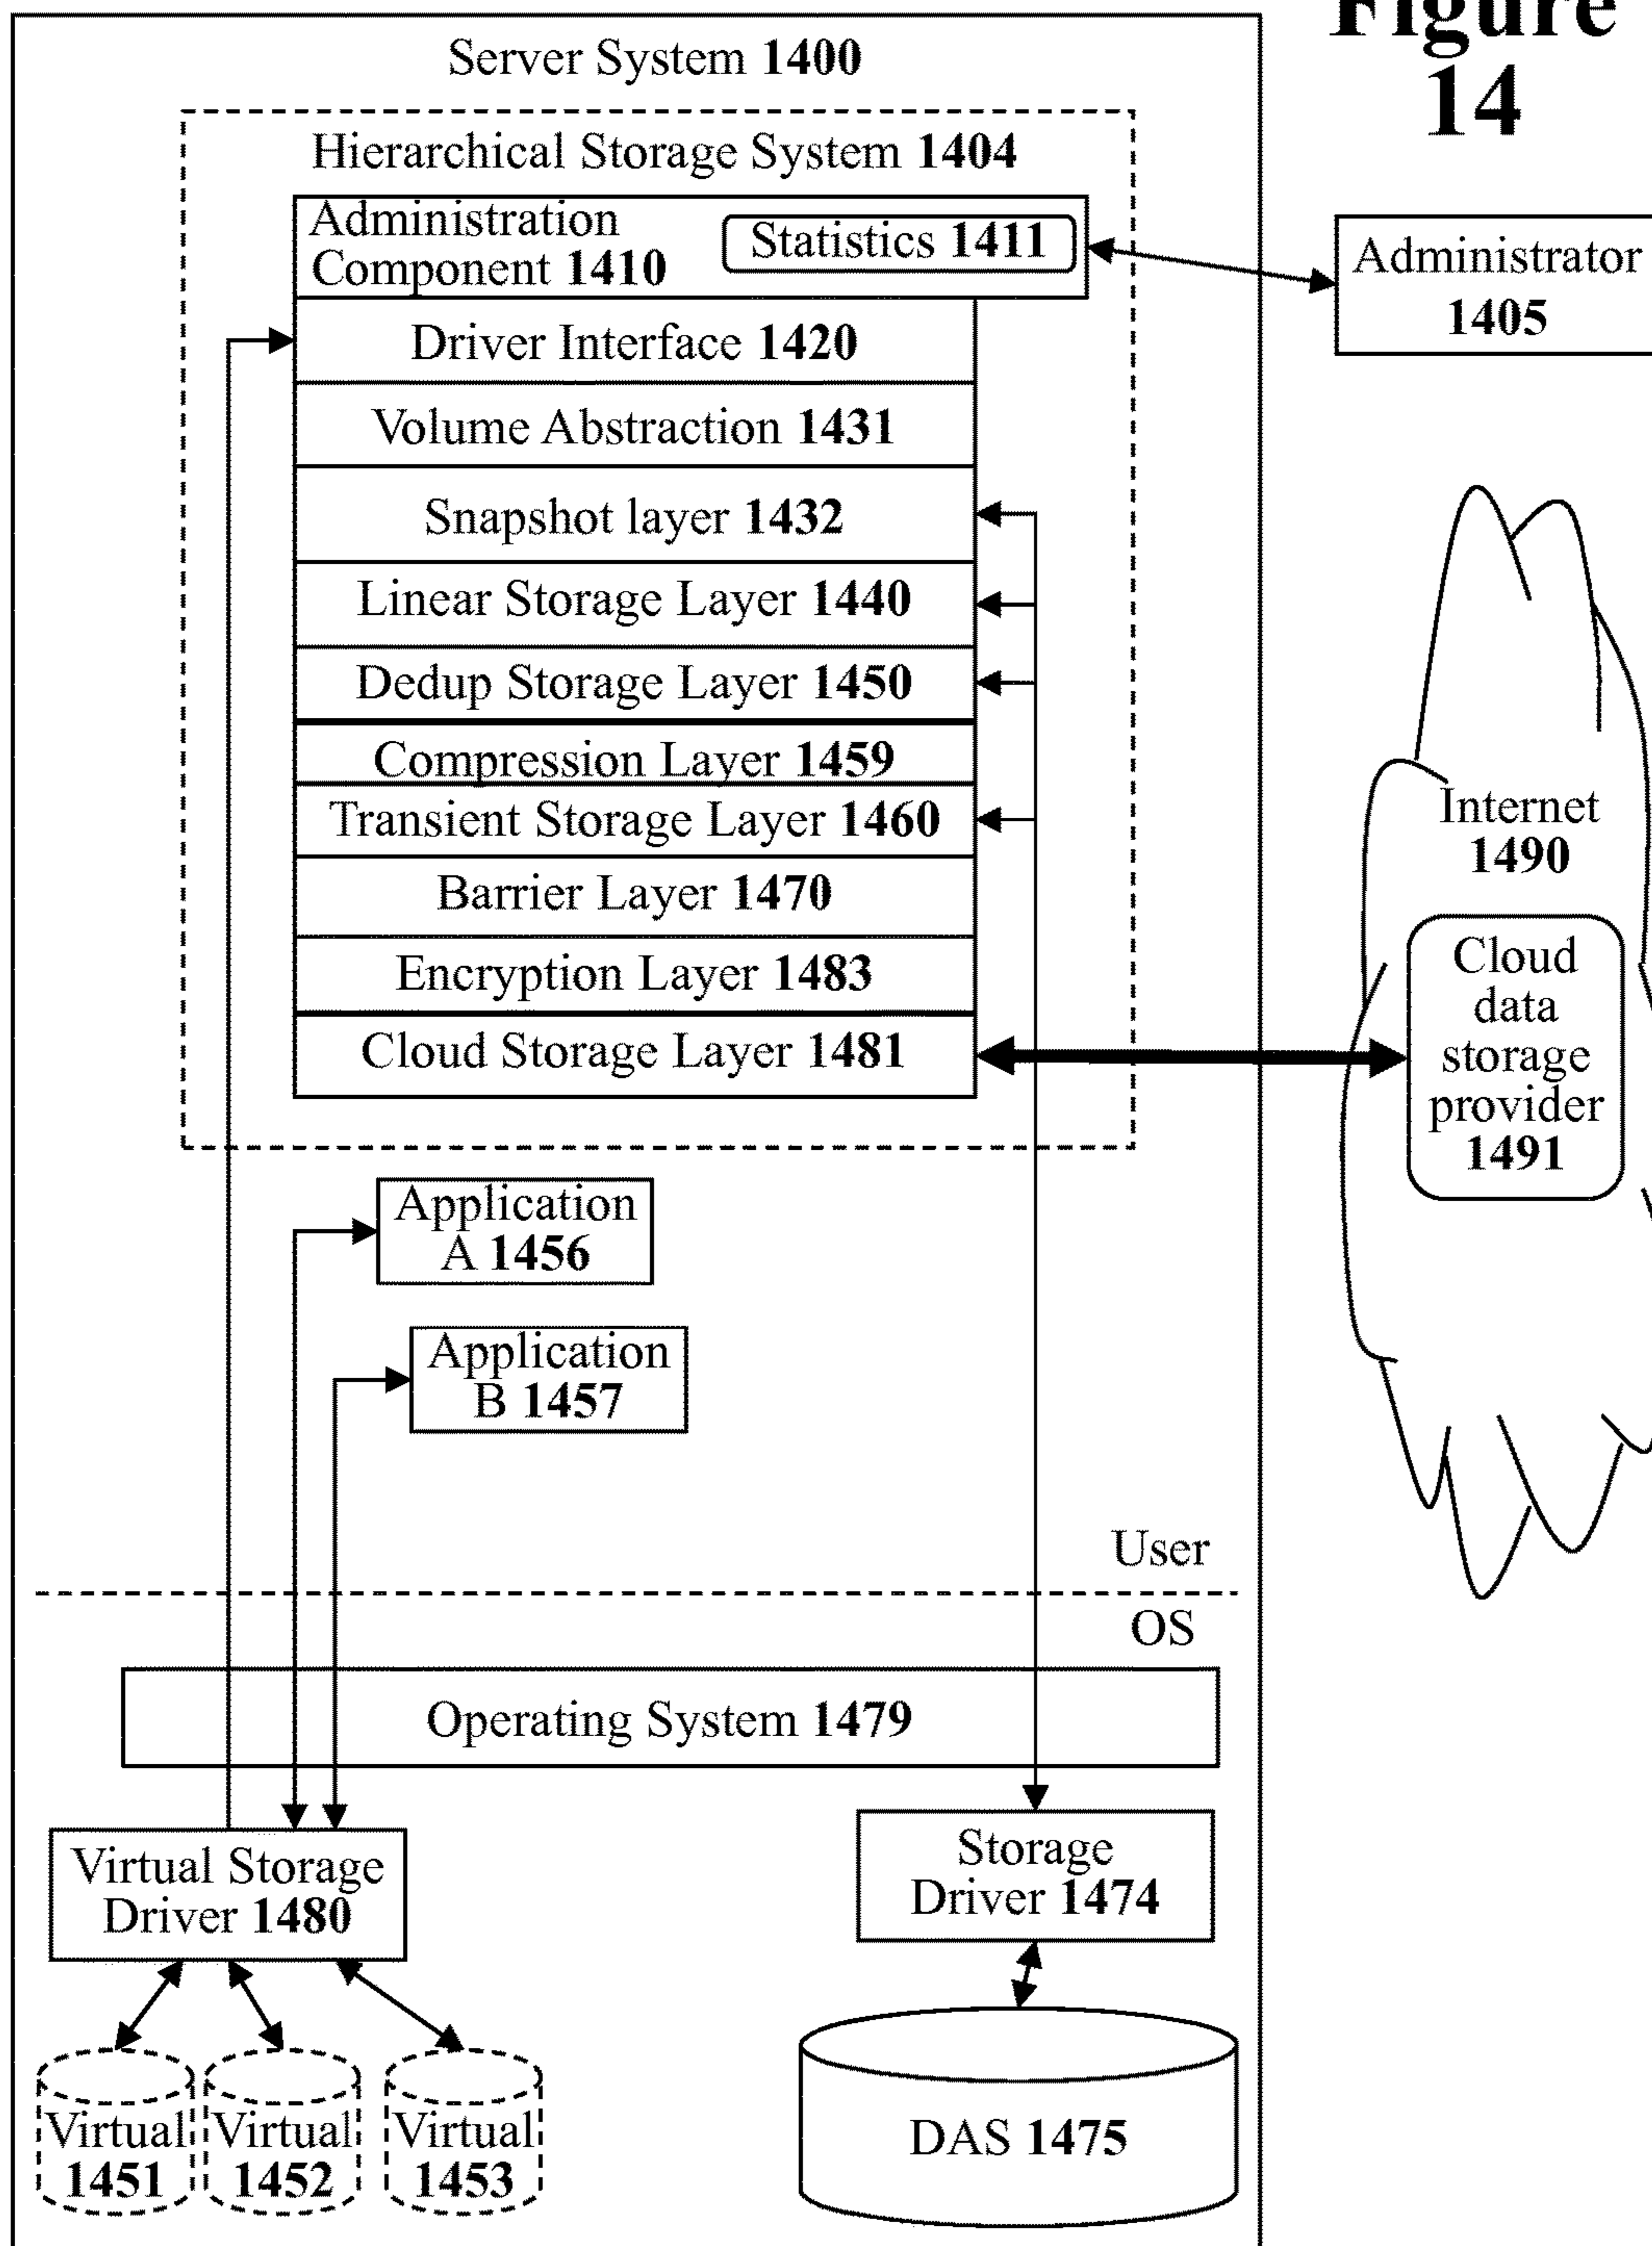 Figure
14
Server System 1400
Hierarchical Storage System 1404
Administration
Component 1410
Statistics 1411
Administrator
1405
Driver Interface 1420
Volume Abstraction 1431
Snapshot layer 1432
Linear Storage Layer 1440
Dedup Storage Layer 1450
Compression Layer 1459
Transient Storage Layer 1460
Barrier Layer 1470
Encryption Layer 1483
Cloud Storage Layer 1481
Internet
1490
Cloud
data
storage
provider
1491
Application
A 1456
Application
B 1457
User
OS
Operating System 1479
Virtual Storage
Driver 1480
Storage
Driver 1474
Virtual
1451
Virtual
1452
Virtual
1453
DAS 1475